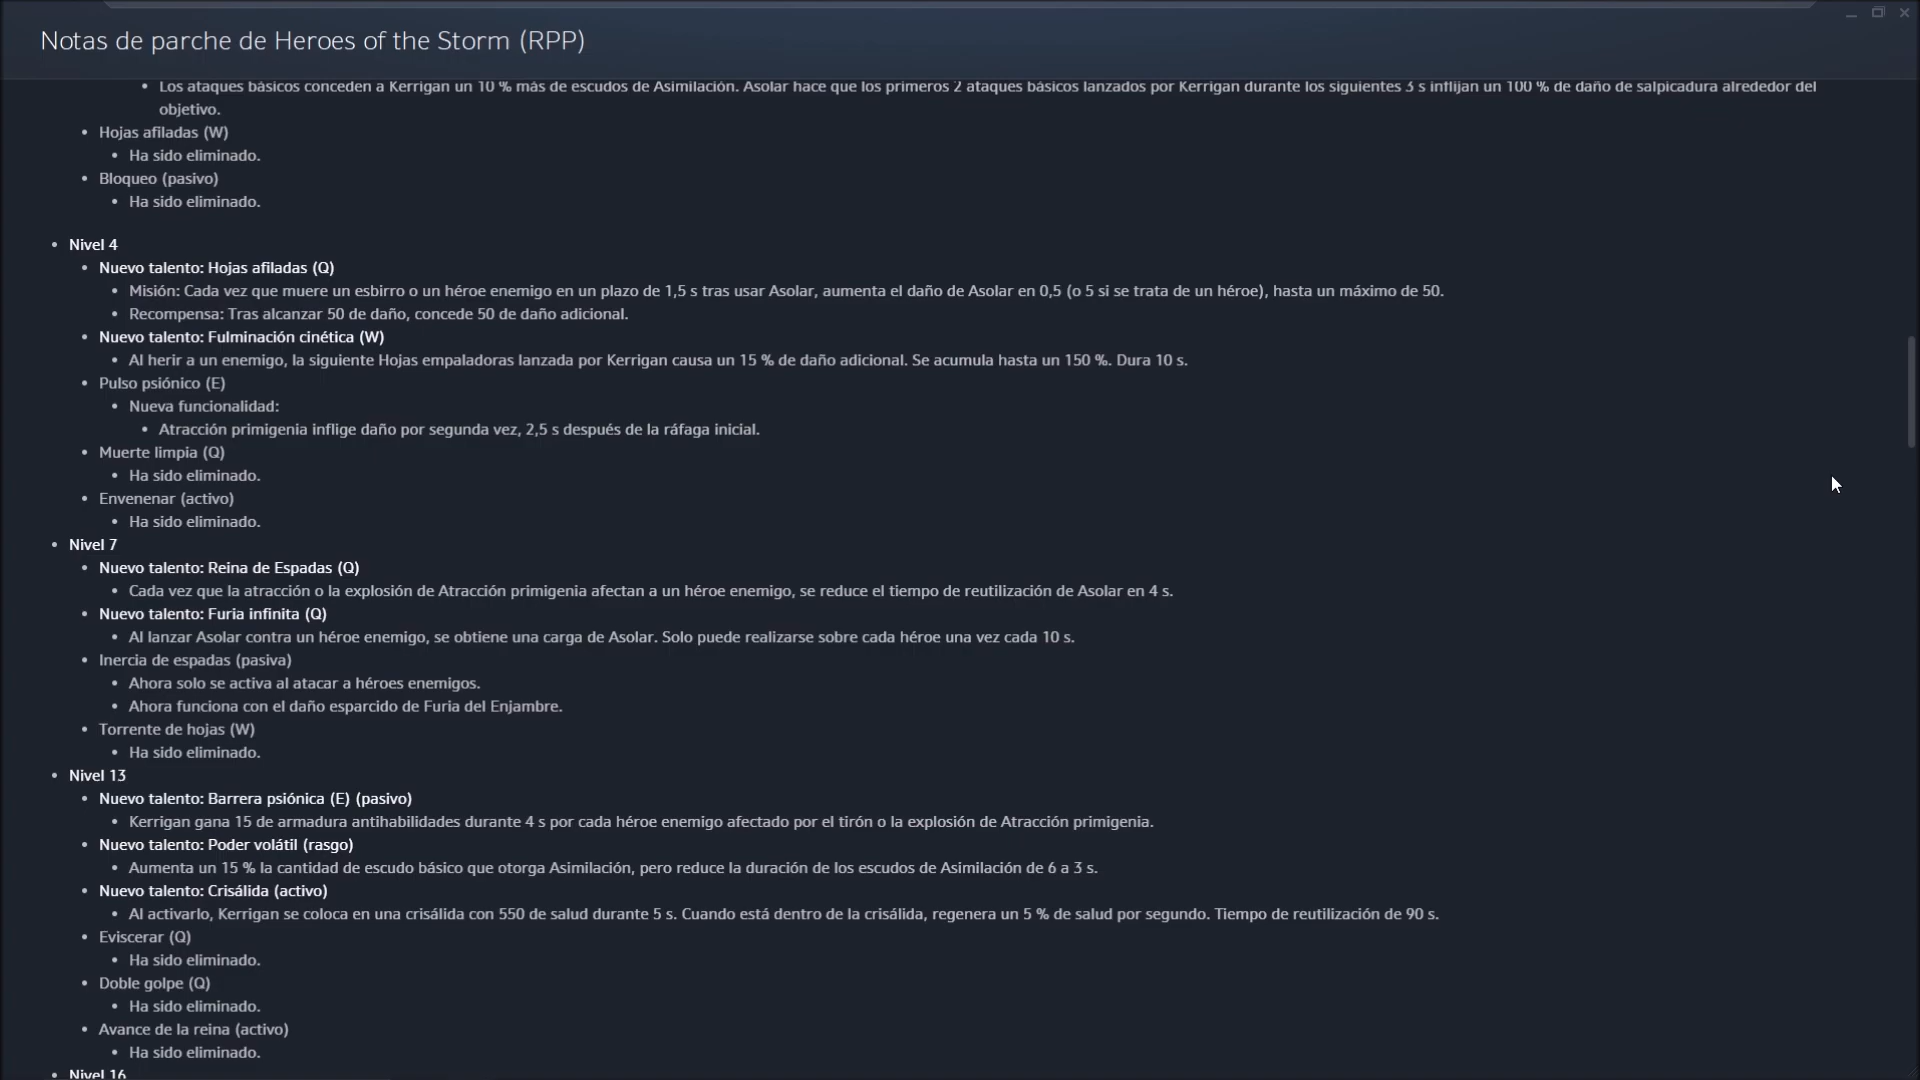 Notas de parche de Heroes of the Storm (RPP)
• Los ataques básicos conceden a Kerrigan un 10 % más de escudos de Asimilación. Asolar hace que los primeros 2 ataques básicos lanzados por Kerrigan durante los siguientes 3 s inflijan un 100 % de daño de salpicadura alrededor del
objetivo.
• Hojas afiladas (W)
• Ha sido eliminado.
• Bloqueo (pasivo)
• Ha sido eliminado.
• Nivel 4
• Nuevo talento: Hojas afiladas (Q)
• Misión: Cada vez que muere un esbirro o un héroe enemigo en un plazo de 1,5 s tras usar Asolar, aumenta el daño de Asolar en 0,5 (o 5 si se trata de un héroe), hasta un máximo de 50.
• Recompensa: Tras alcanzar 50 de daño, concede 50 de daño adicional.
• Nuevo talento: Fulminación cinética (W)
• Al herir a un enemigo, la siguiente Hojas empaladoras lanzada por Kerrigan causa un 15 % de daño adicional. Se acumula hasta un 150 %. Dura 10 s.
• Pulso psiónico (E)
• Nueva funcionalidad:
• Atracción primigenia inflige daño por segunda vez, 2,5 s después de la ráfaga inicial.
• Muerte limpia (Q)
• Ha sido eliminado.
• Envenenar (activo)
• Ha sido eliminado.
• Nivel 7
• Nuevo talento: Reina de Espadas (Q)
• Cada vez que la atracción o la explosión de Atracción primigenia afectan a un héroe enemigo, se reduce el tiempo de reutilización de Asolar en 4 s.
• Nuevo talento: Furia infinita (Q)
• Al lanzar Asolar contra un héroe enemigo, se obtiene una carga de Asolar. Solo puede realizarse sobre cada héroe una vez cada 10 s.
• Inercia de espadas (pasiva)
• Ahora solo se activa al atacar a héroes enemigos.
• Ahora funciona con el daño esparcido de Furia del Enjambre.
• Torrente de hojas (W)
• Ha sido eliminado.
• Nivel 13
• Nuevo talento: Barrera psiónica (E) (pasivo)
• Kerrigan gana 15 de armadura antihabilidades durante 4 s por cada héroe enemigo afectado por el tirón o la explosión de Atracción primigenia.
• Nuevo talento: Poder volátil (rasgo)
• Aumenta un 15 % la cantidad de escudo básico que otorga Asimilación, pero reduce la duración de los escudos de Asimilación de 6 a 3 s.
• Nuevo talento: Crisálida (activo)
• Al activarlo, Kerrigan se coloca en una crisálida con 550 de salud durante 5 s. Cuando está dentro de la crisálida, regenera un 5 % de salud por segundo. Tiempo de reutilización de 90 s.
• Eviscerar (Q)
• Ha sido eliminado.
• Doble golpe (Q)
• Ha sido eliminado.
• Avance de la reina (activo)
• Ha sido eliminado.
• Nivel 16